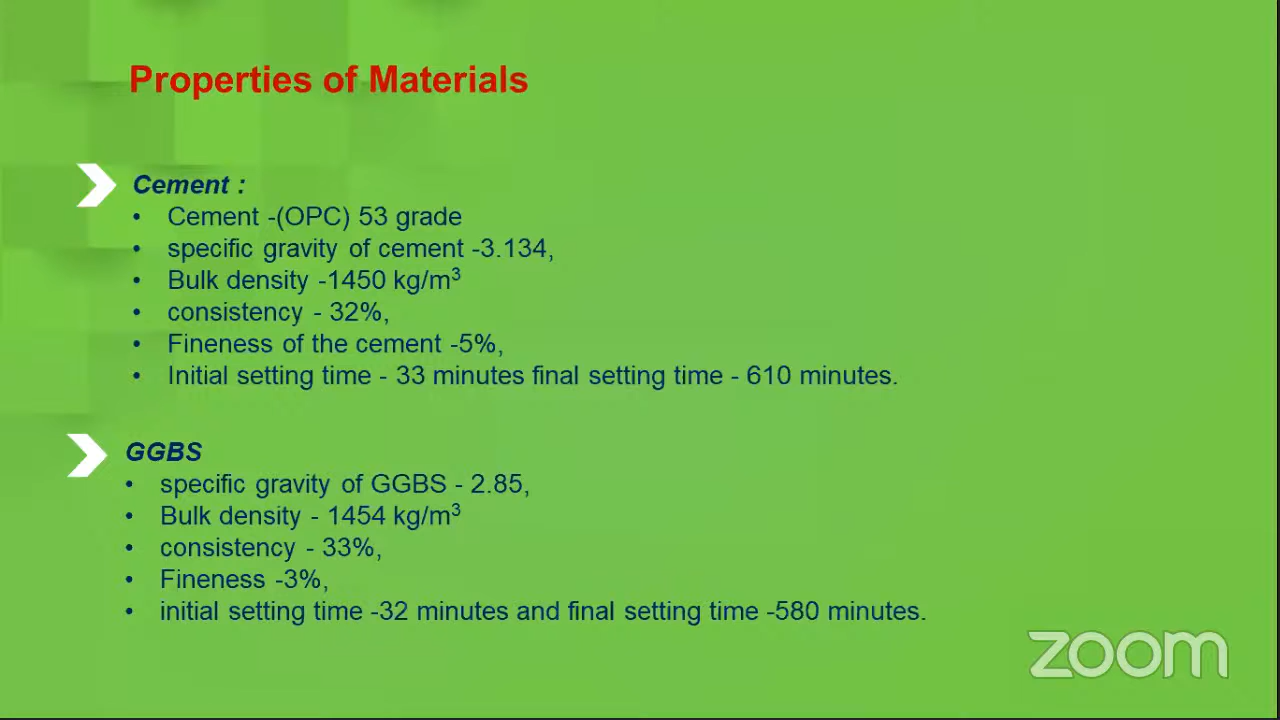 Properties of Materials
Cement :
• Cement -(OPC) 53 grade
• specific gravity of cement -3.134,
• Bulk density -1450 kg/m³
• consistency - 32%,
• Fineness of the cement -5%,
• Initial setting time - 33 minutes final setting time - 610 minutes.
GGBS
• specific gravity of GGBS - 2.85,
• Bulk density - 1454 kg/m³
• consistency - 33%,
• Fineness -3%,
• initial setting time -32 minutes and final setting time -580 minutes.
zoom